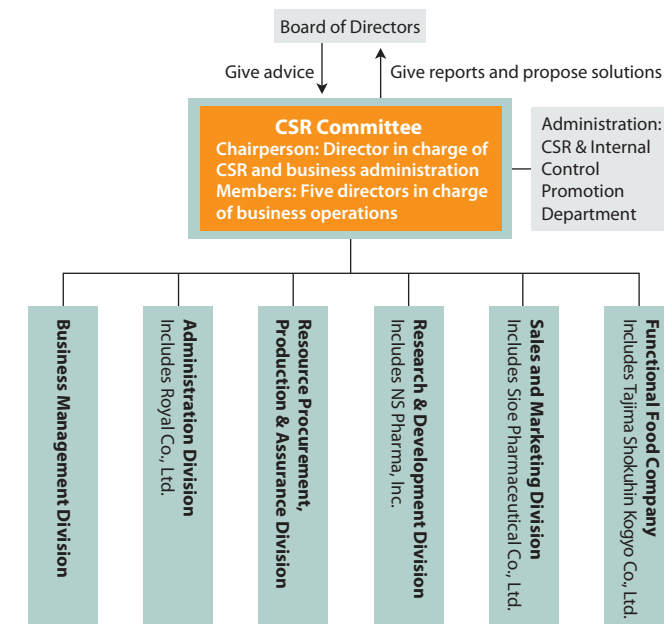 Board of Directors
Give advice
Give reports and propose solutions
CSR Committee
Chairperson: Director in charge of
CSR and business administration
Members: Five directors in charge
of business operations
Administration:
CSR & Internal
Control
Promotion
Department
Business Management Division
Administration Division
Includes Royal Co., Ltd.
Resource Procurement,
Production & Assurance Division
Research & Development Division
Includes NS Pharma, Inc.
Sales and Marketing Division
Includes Sioe Pharmaceutical Co., Ltd.
Functional Food Company
Includes Tajima Shokuhin Kogyo Co., Ltd.